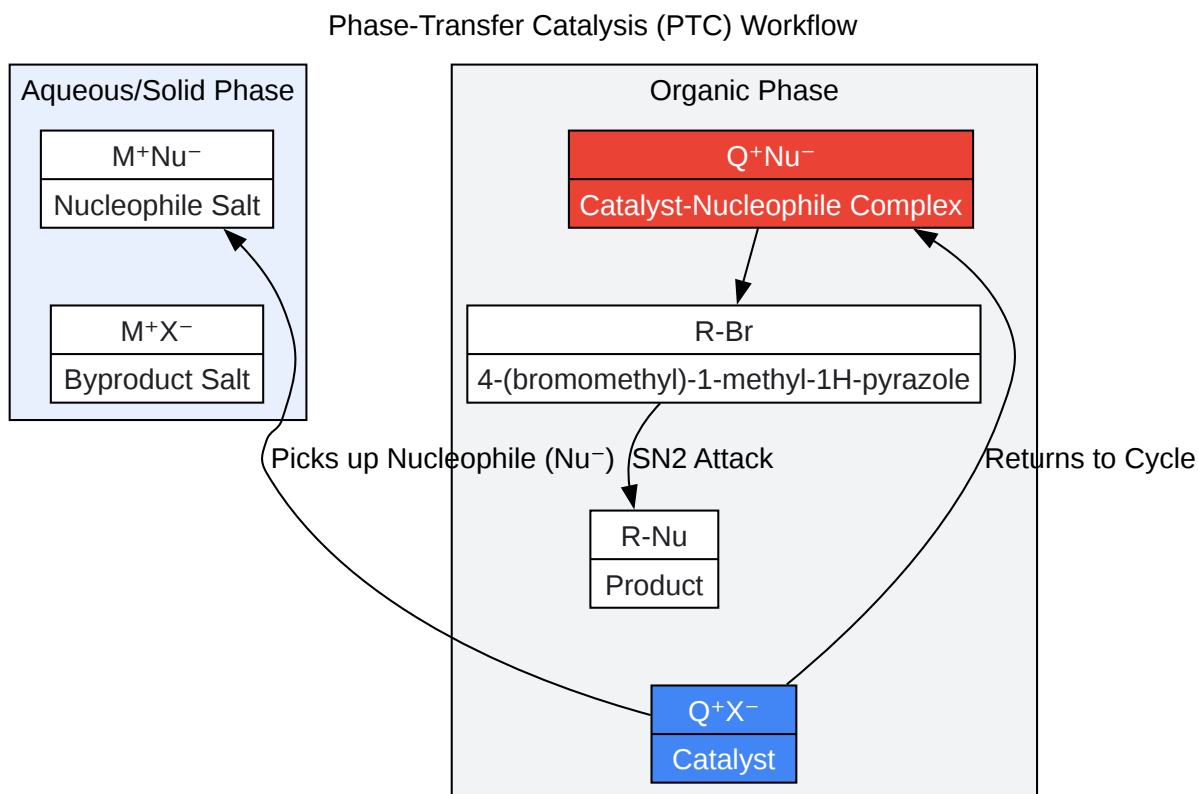 Phase-Transfer Catalysis (PTC) Workflow
Aqueous/Solid Phase
M⁺Nu⁻
Nucleophile Salt
M⁺X⁻
Byproduct Salt
Organic Phase
Q⁺Nu⁻
Catalyst-Nucleophile Complex
R-Br
4-(bromomethyl)-1-methyl-1H-pyrazole
Picks up Nucleophile (Nu⁻)
SN2 Attack
Returns to Cycle
R-Nu
Product
Q⁺X⁻
Catalyst